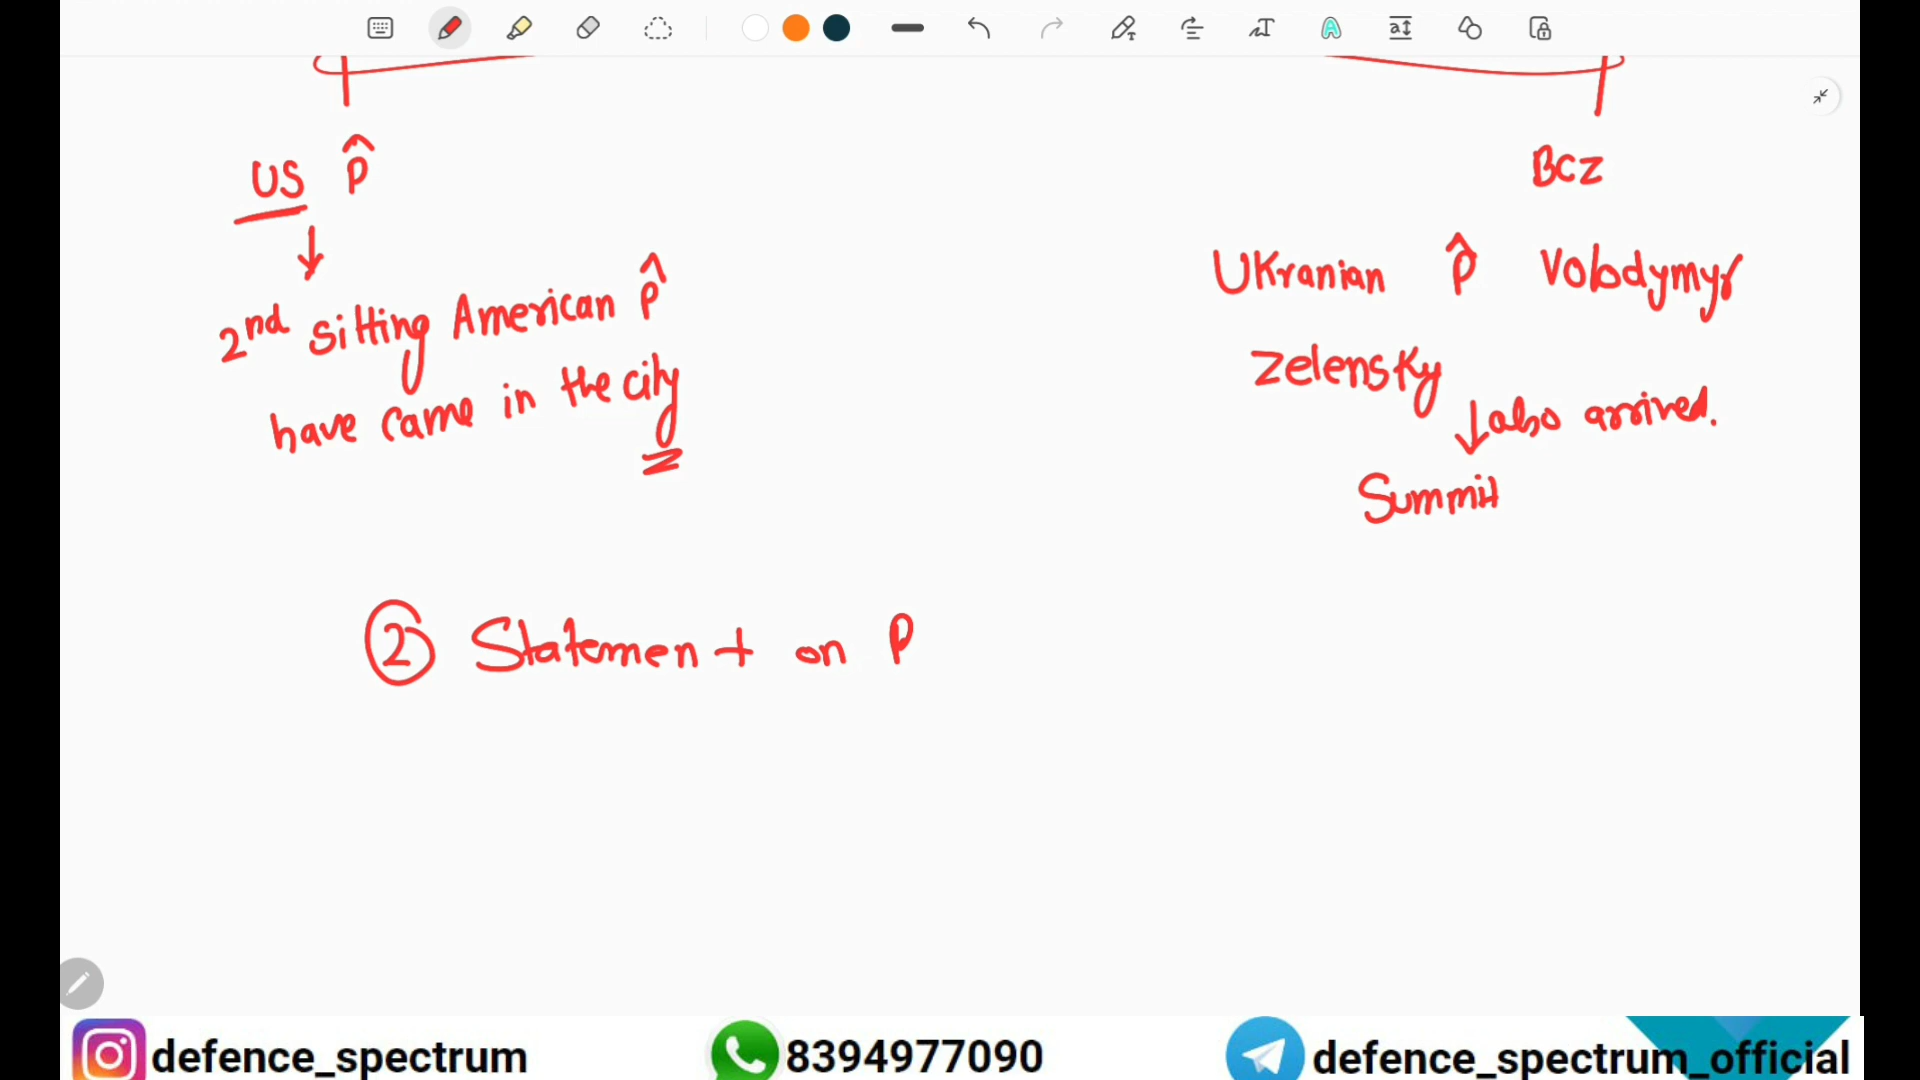 US p̂
2nd sitting American p̂
have came in the city
BCZ
UKranian p̂ Volodymyr
Zelensky
also arrived.
Summit
② Statement on P
defence_spectrum
8394977090
defence_spectrum_official